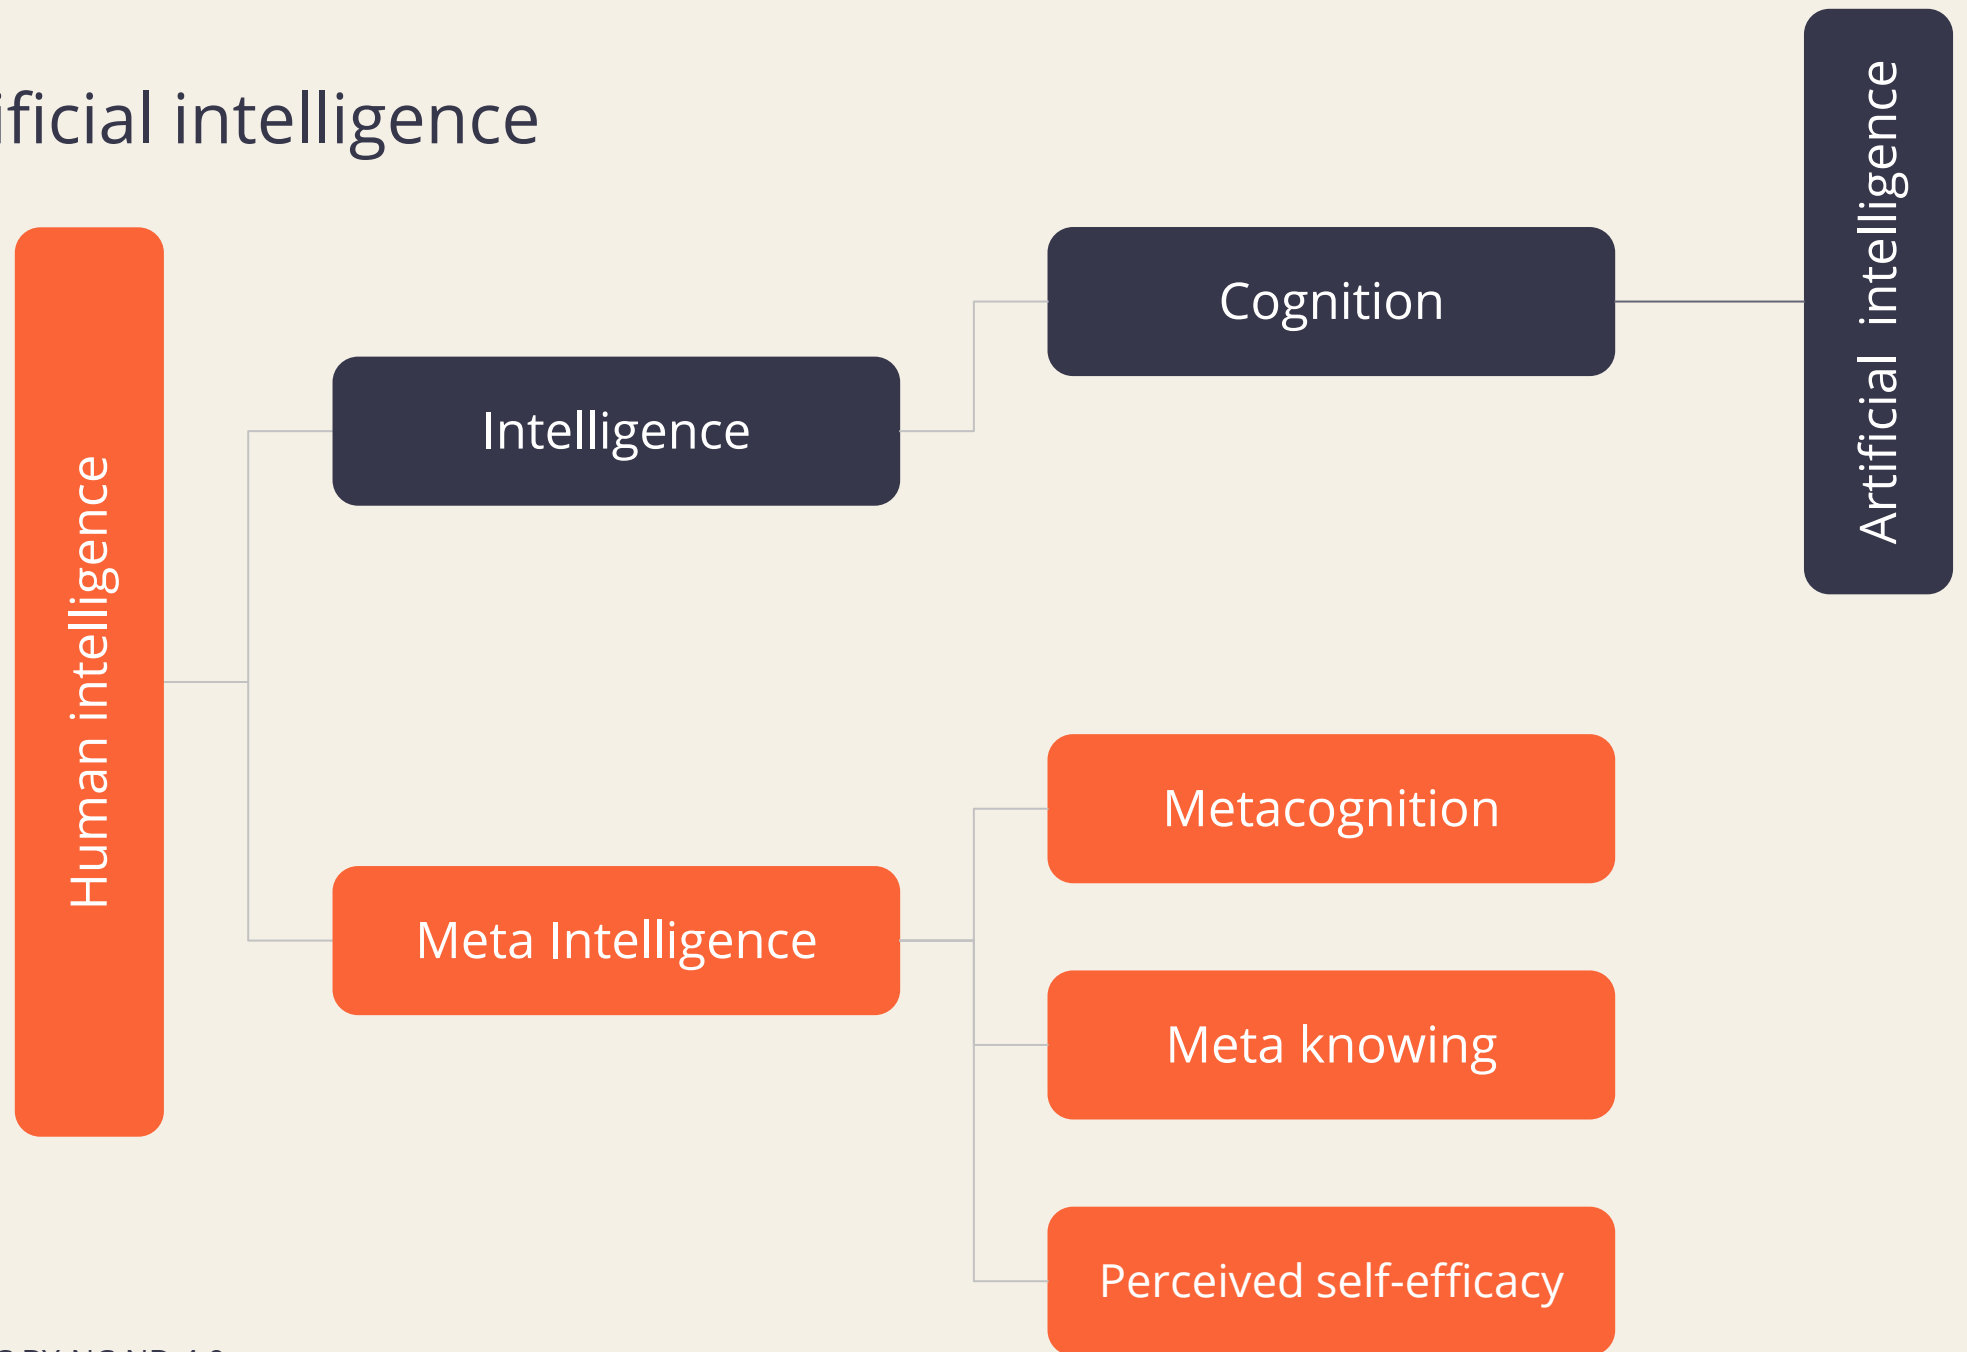 ificial intelligence
Human intelligence
Intelligence
Meta Intelligence
Cognition
Metacognition
Meta knowing
Perceived self-efficacy
Artificial intelligence